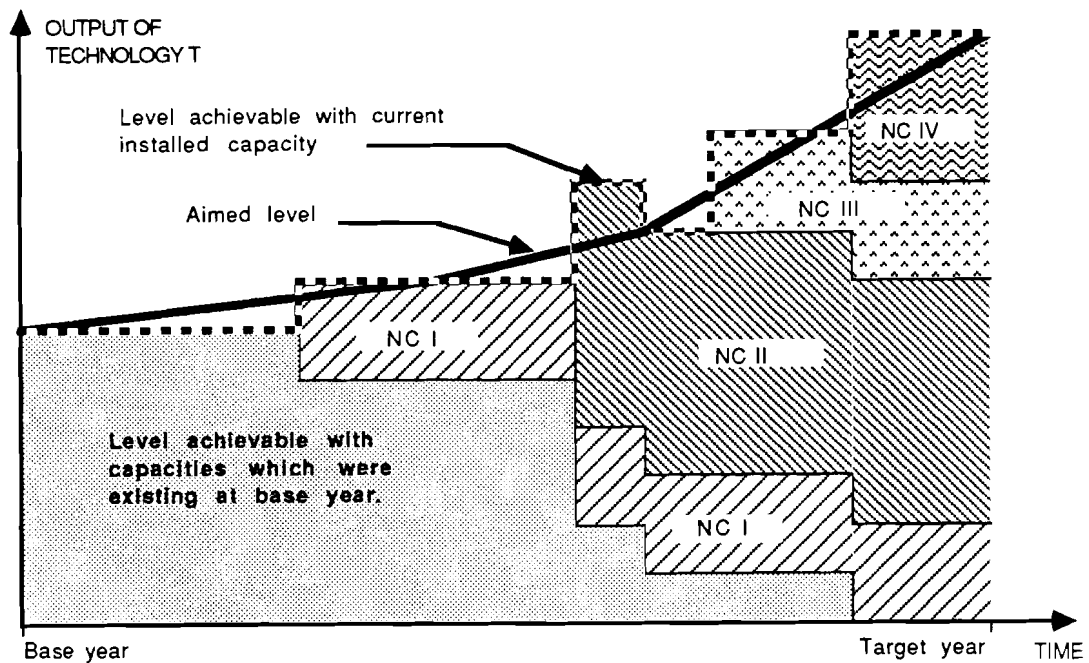 OUTPUT OF
TECHNOLOGY T
Level achievable with current
installed capacity
Aimed level
NC IV
NC III
NC I
NC II
Level achievable with
capacities which were
existing at base year.
NC I
Base year
Target year
TIME